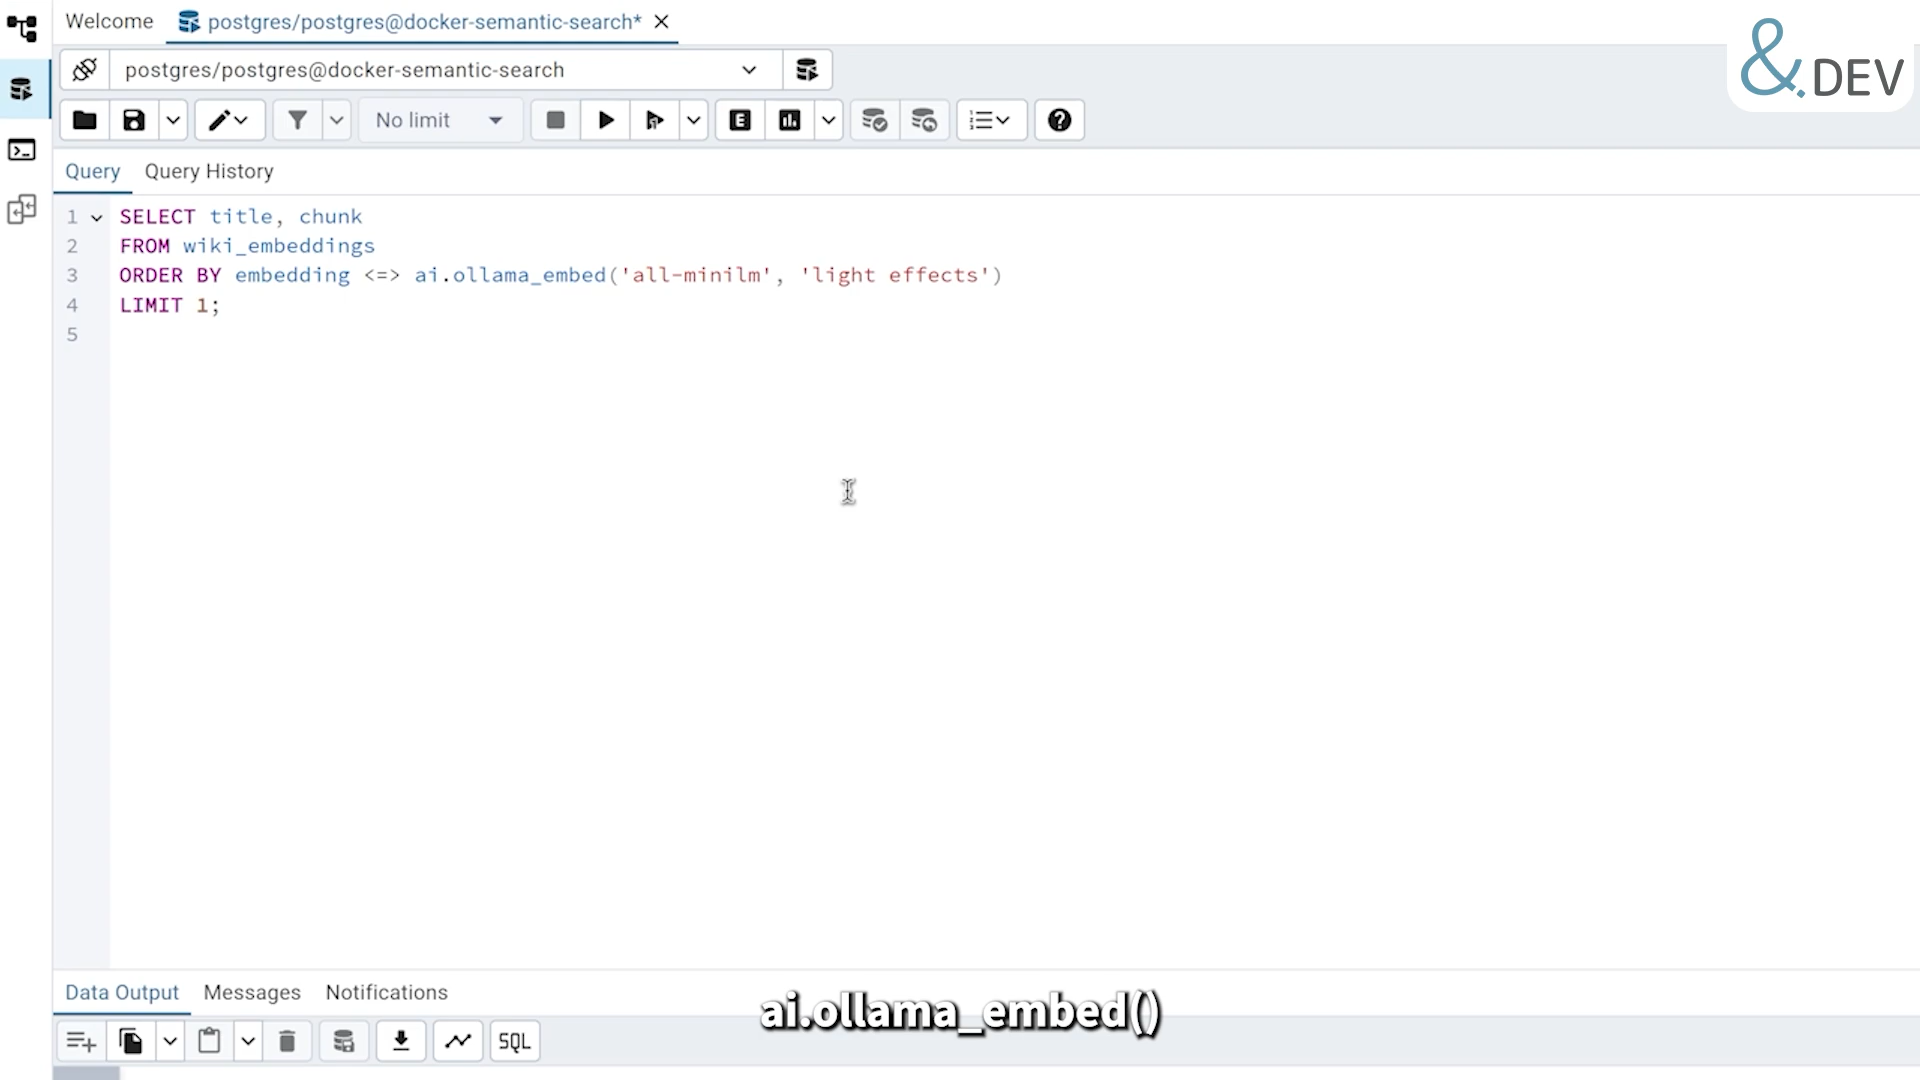 Welcome
postgres/postgres@docker-semantic-search*
postgres/postgres@docker-semantic-search
&.DEV
No limit
E
Query
Query History
1 SELECT title, chunk
2 FROM wiki_embeddings
3 ORDER BY embedding <=> ai.ollama_embed('all-minilm', 'light effects')
4 LIMIT 1;
5
Data Output
Messages
Notifications
ai.ollama_embed()
SQL